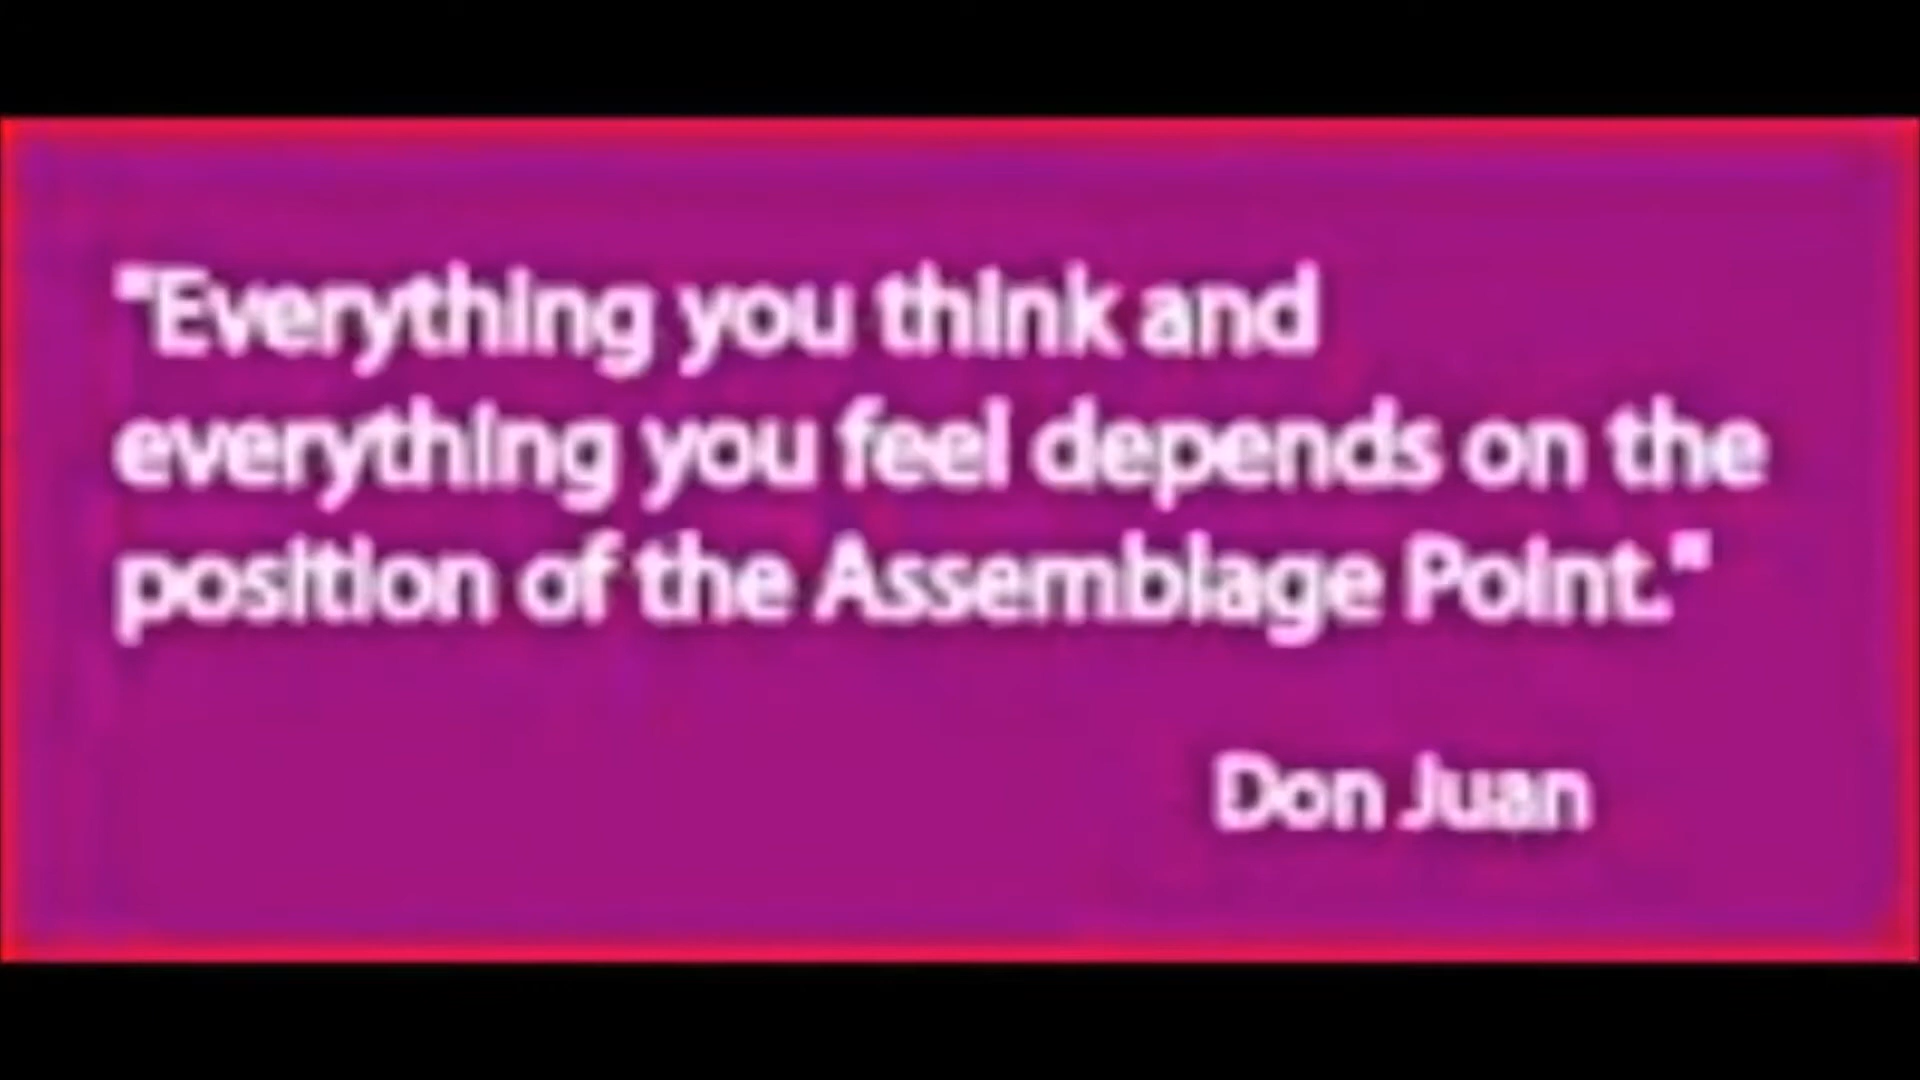 "Everything you think and
everything you feel depends on the
position of the Assemblage Point."
Don Juan